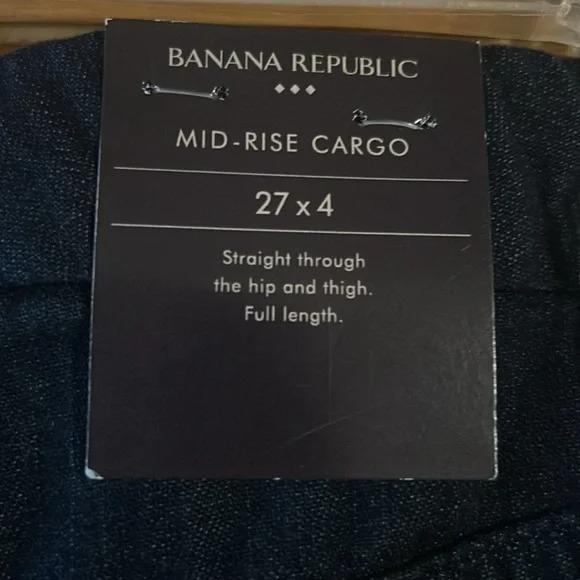 BANANA REPUBLIC
MID-RISE CARGO
27 x 4
Straight through
the hip and thigh.
Full length.